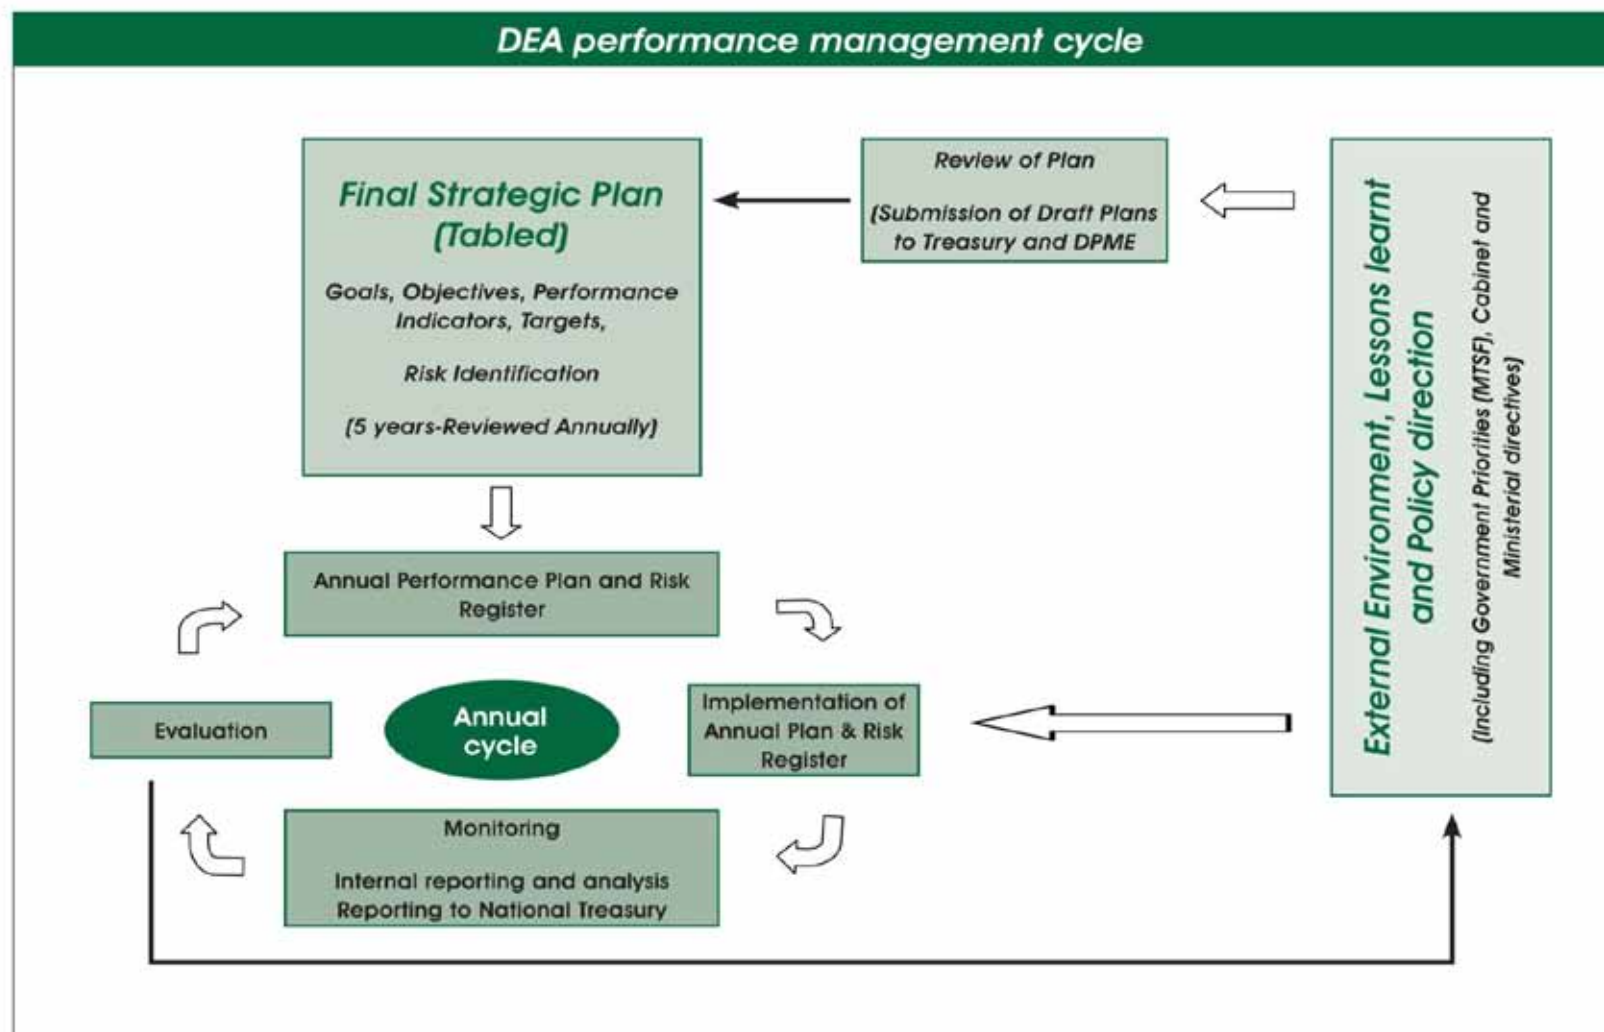 DEA performance management cycle
Final Strategic Plan
(Tabled)
Goals, Objectives, Performance
Indicators, Targets,
Risk Identification
(5 years-Reviewed Annually)
Review of Plan
(Submission of Draft Plans
to Treasury and DPME
External Environment, Lessons learnt
and Policy direction
(Including Government Priorities (MTSF), Cabinet and
Ministerial directives)
Annual Performance Plan and Risk
Register
Evaluation
Annual
cycle
Implementation of
Annual Plan & Risk
Register
Monitoring
Internal reporting and analysis
Reporting to National Treasury